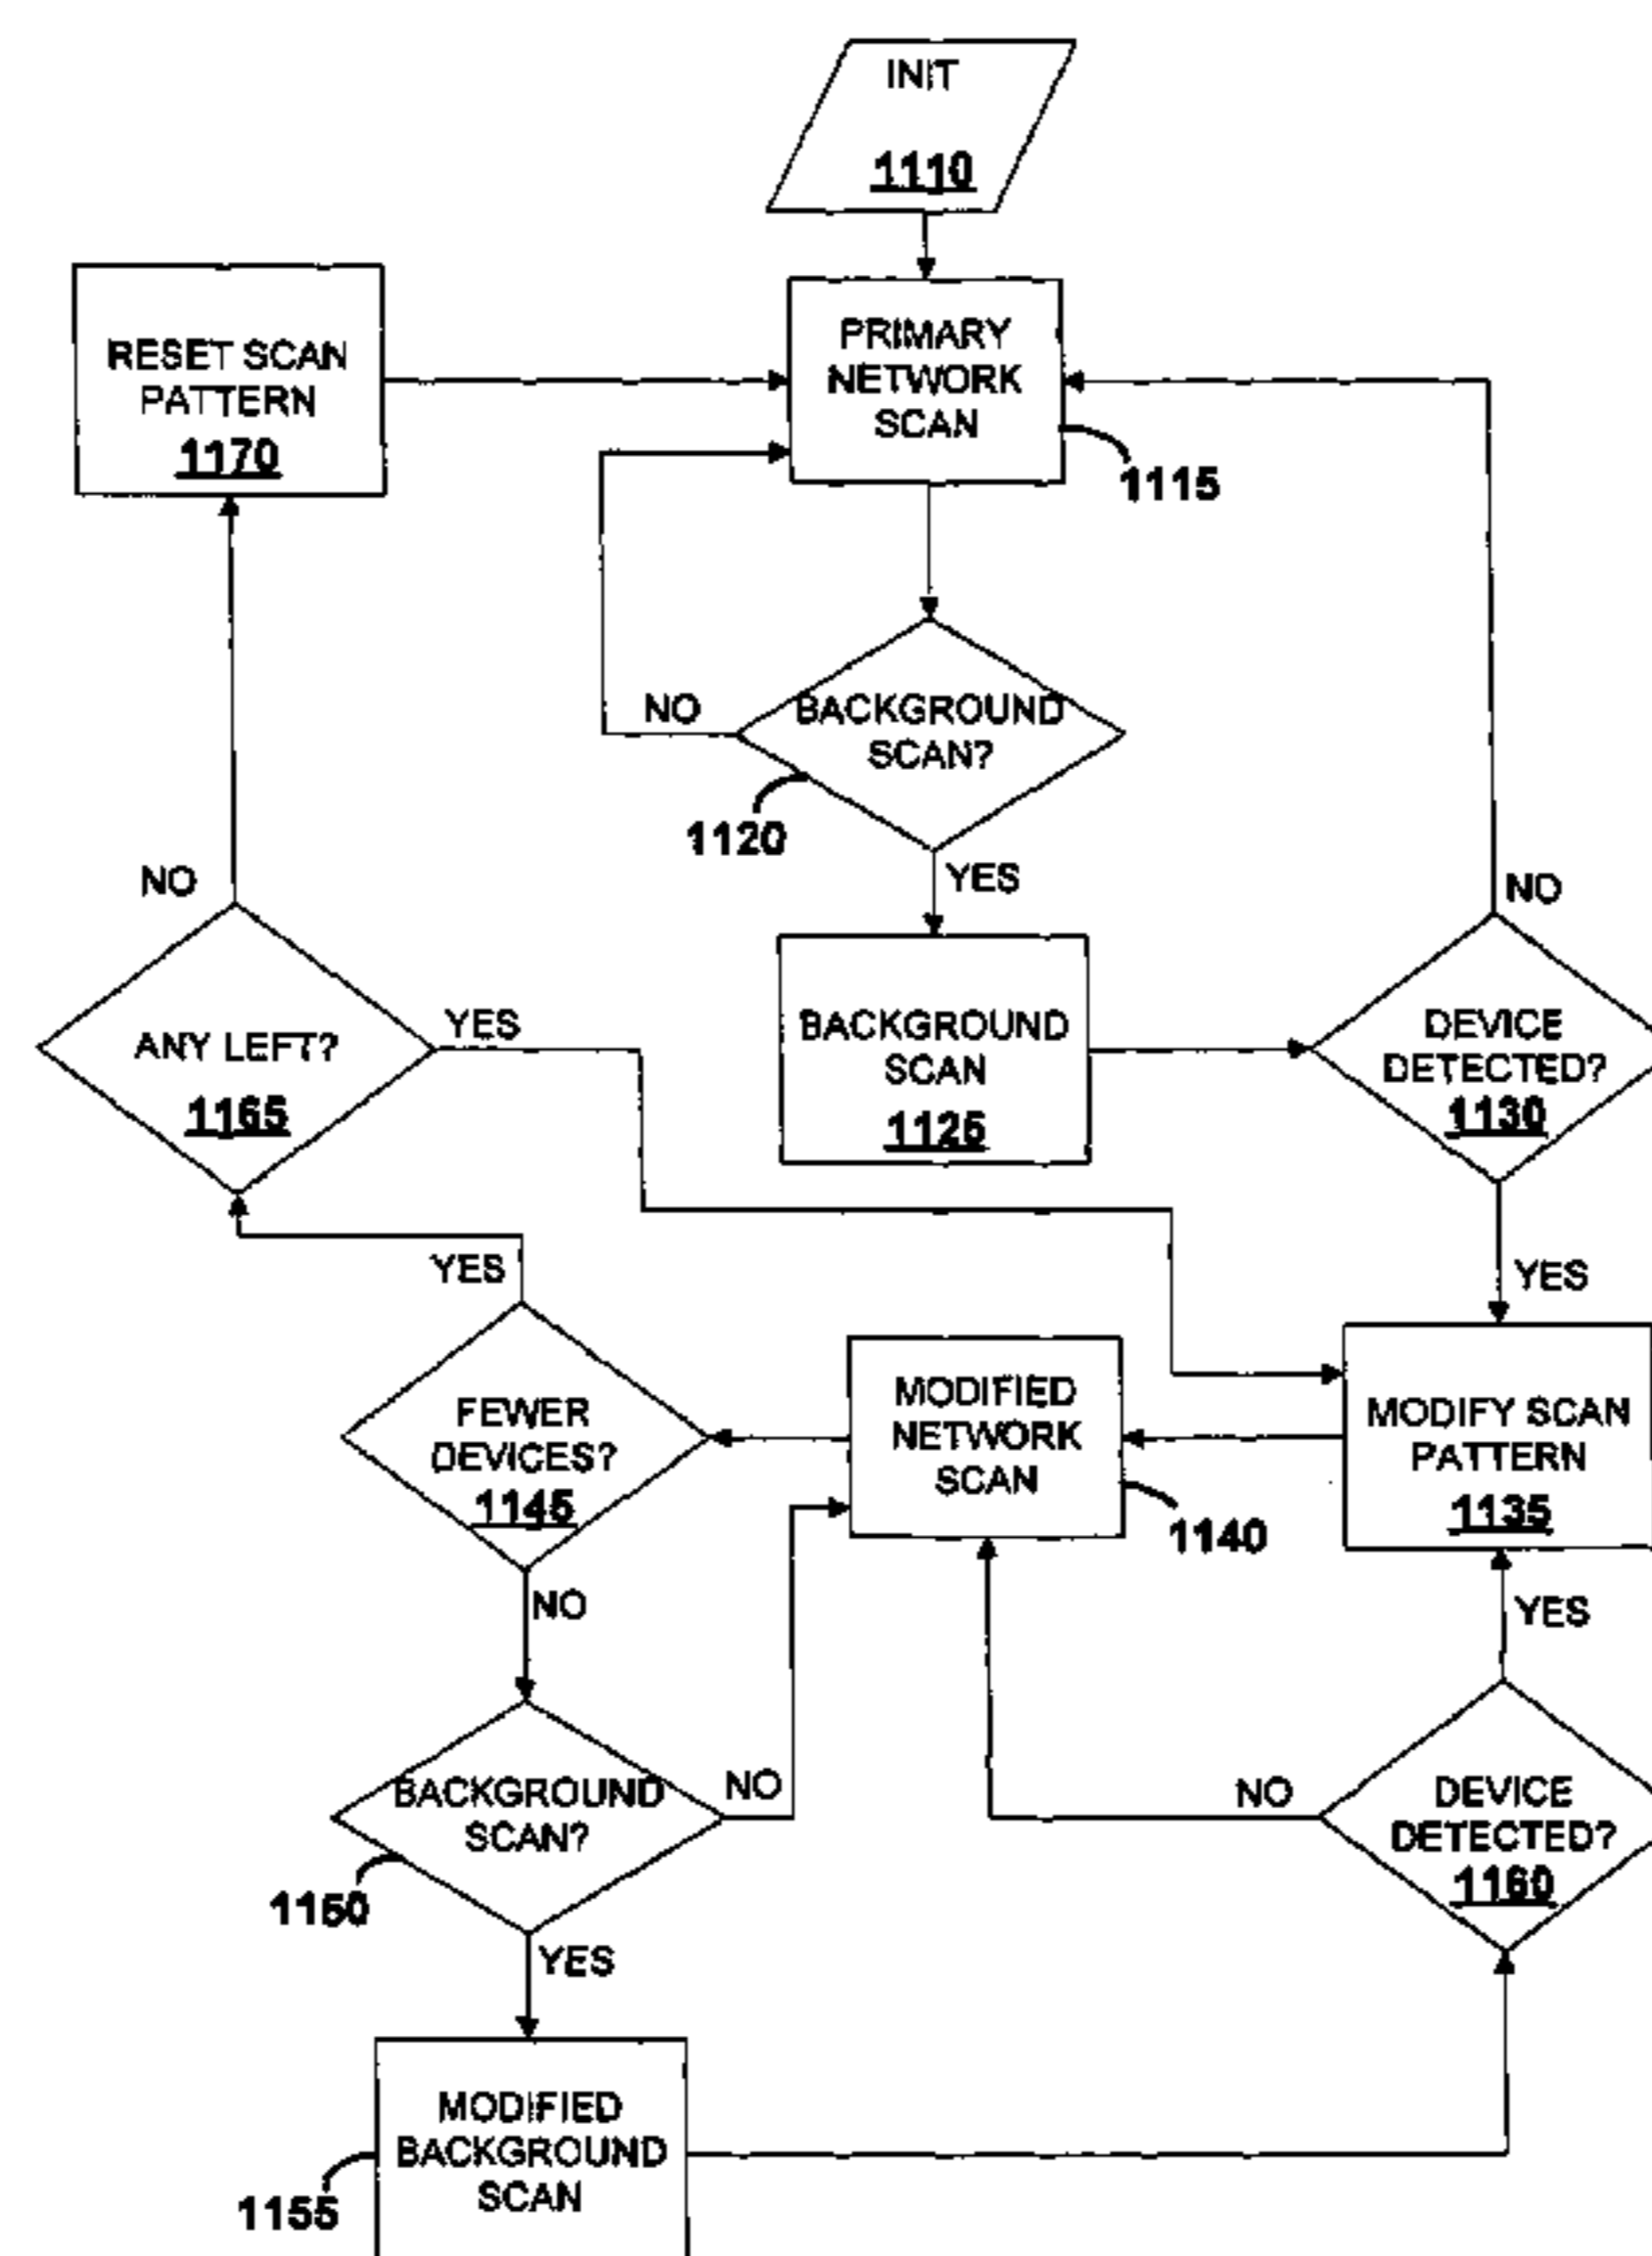 INIT
1110
RESET SCAN
PATTERN
1170
PRIMARY
NETWORK
SCAN
1115
NO
BACKGROUND
SCAN?
1120
YES
NO
NO
ANY LEFT?
1165
YES
BACKGROUND
SCAN
1125
DEVICE
DETECTED?
1130
YES
YES
FEWER
DEVICES?
1145
MODIFIED
NETWORK
SCAN
1140
MODIFY SCAN
PATTERN
1135
NO
YES
BACKGROUND
SCAN?
1150
NO
NO
DEVICE
DETECTED?
1160
YES
MODIFIED
BACKGROUND
SCAN
1155